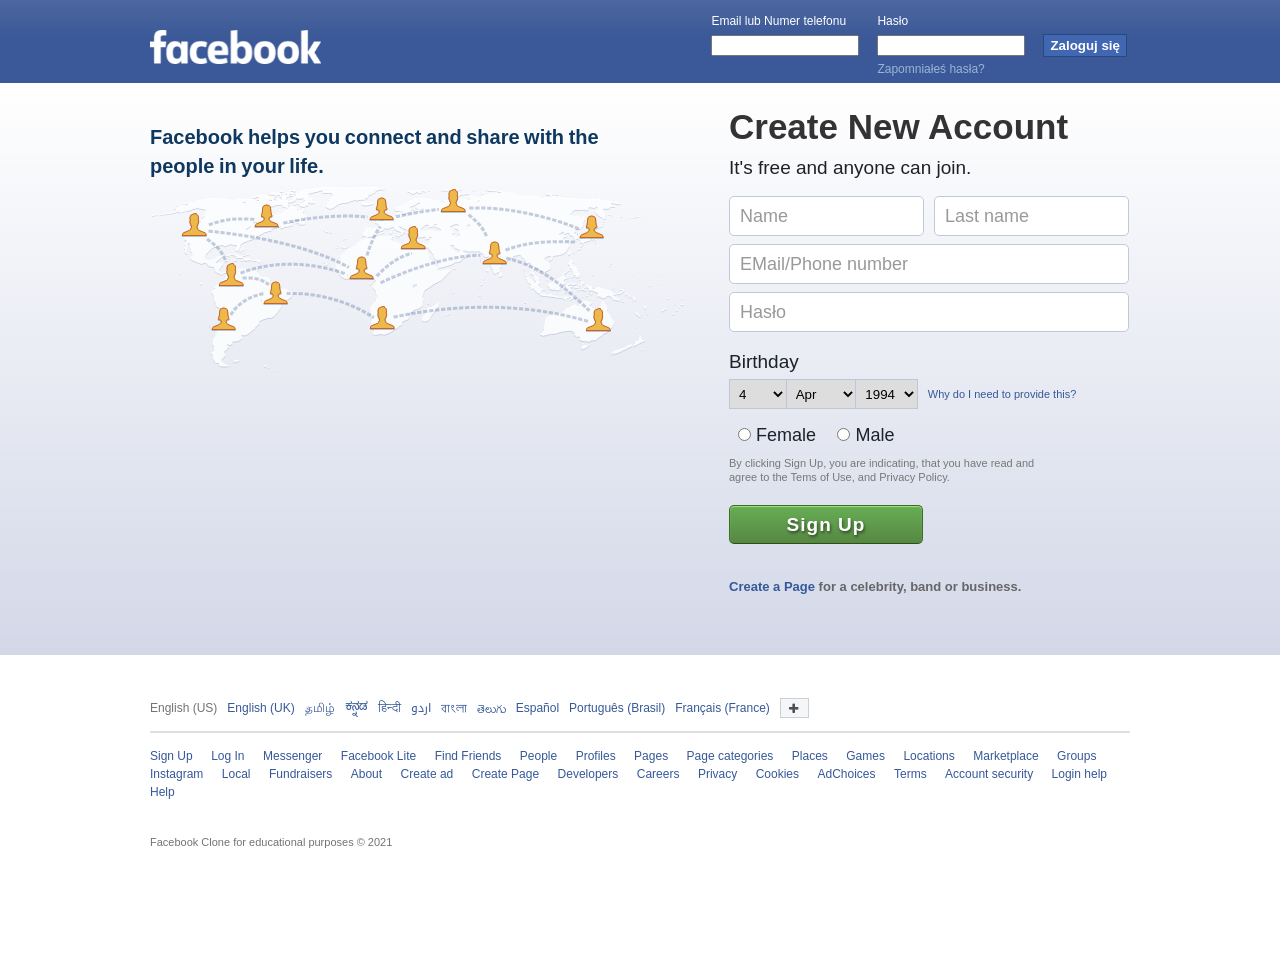 facebook
Email lub Numer telefonu
Hasło
Zaloguj się
Zapomniałeś hasła?
Facebook helps you connect and share with the
people in your life.
Create New Account
It's free and anyone can join.
Name
Last name
EMail/Phone number
Hasło
Birthday
4 Apr 1994 Why do I need to provide this?
Female Male
By clicking Sign Up, you are indicating, that you have read and
agree to the Tems of Use, and Privacy Policy.
Sign Up
Create a Page for a celebrity, band or business.
English (US) English (UK) தமிழ் ಕನ್ನಡ हिन्दी اردو বাংলা తెలుగు Español Português (Brasil) Français (France)
Sign Up Log In Messenger Facebook Lite Find Friends People Profiles Pages Page categories Places Games Locations Marketplace Groups
Instagram Local Fundraisers About Create ad Create Page Developers Careers Privacy Cookies AdChoices Terms Account security Login help
Help
Facebook Clone for educational purposes © 2021